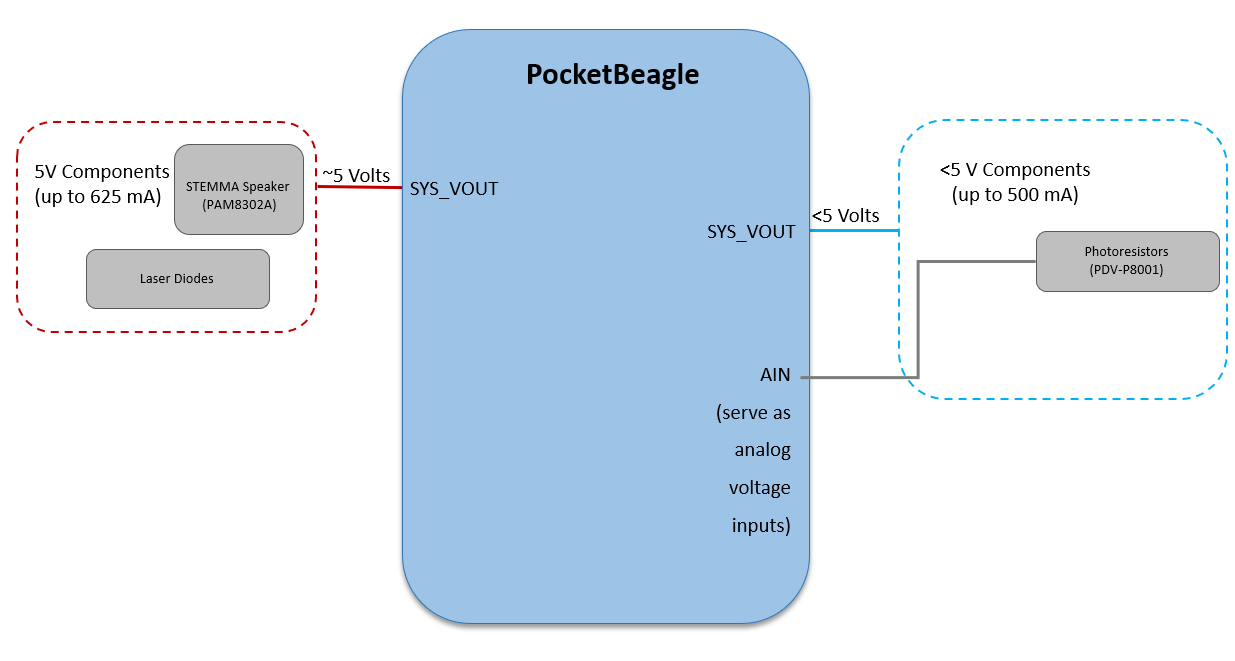 PocketBeagle
5V Components
(up to 625 mA)
STEMMA Speaker
(PAM8302A)
Laser Diodes
~5 Volts
SYS_VOUT
SYS_VOUT
<5 Volts
<5 V Components
(up to 500 mA)
Photoresistors
(PDV-P8001)
AIN
(serve as
analog
voltage
inputs)